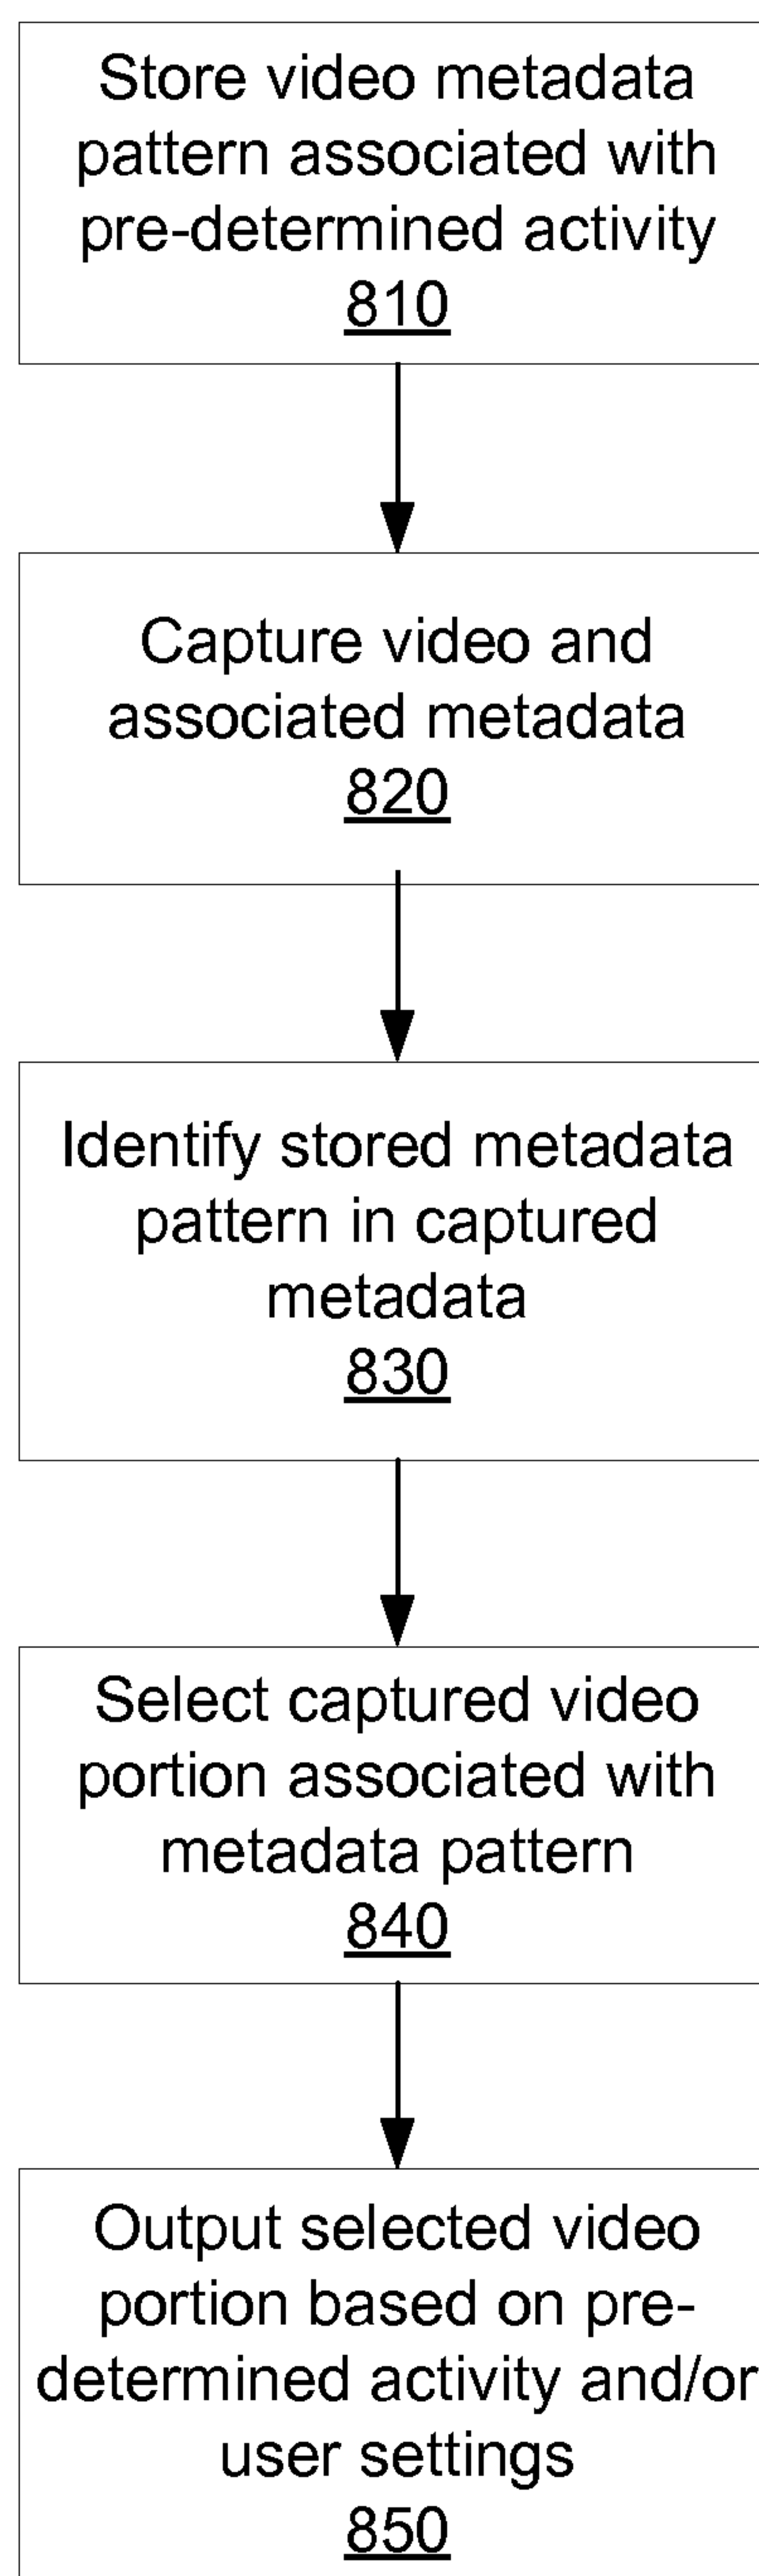 Store video metadata
pattern associated with
pre-determined activity
810
Capture video and
associated metadata
820
Identify stored metadata
pattern in captured
metadata
830
Select captured video
portion associated with
metadata pattern
840
Output selected video
portion based on pre-
determined activity and/or
user settings
850